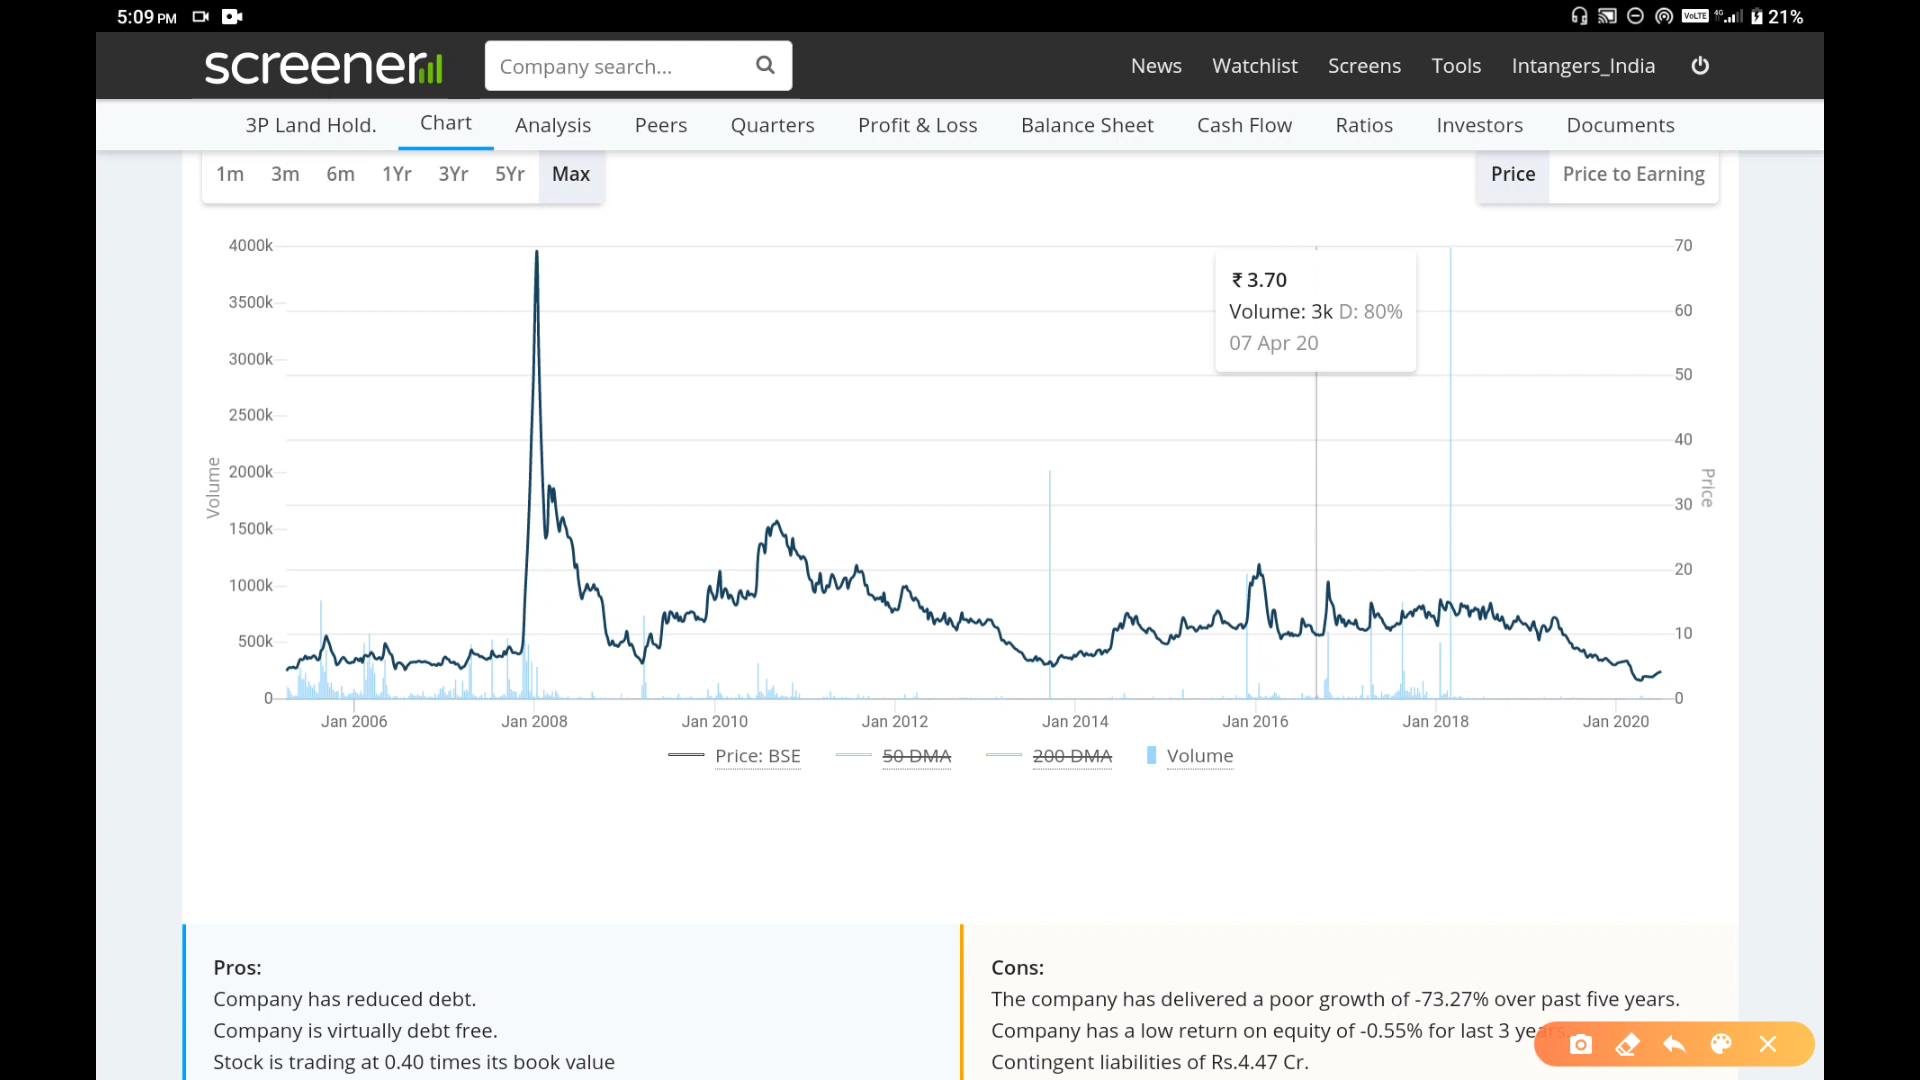 5:09 PM VoLTE 4G 21%
screener Company search... News Watchlist Screens Tools Intangers_India
3P Land Hold. Chart Analysis Peers Quarters Profit & Loss Balance Sheet Cash Flow Ratios Investors Documents
1m 3m 6m 1Yr 3Yr 5Yr Max Price Price to Earning
4000k 70
3500k 60
3000k 50
2500k 40
2000k 30
1500k 20
1000k 10
500k 0
0
Volume
Price
₹ 3.70
Volume: 3k D: 80%
07 Apr 20
Jan 2006 Jan 2008 Jan 2010 Jan 2012 Jan 2014 Jan 2016 Jan 2018 Jan 2020
Price: BSE 50 DMA 200 DMA Volume
Pros:
Company has reduced debt.
Company is virtually debt free.
Stock is trading at 0.40 times its book value
Cons:
The company has delivered a poor growth of -73.27% over past five years.
Company has a low return on equity of -0.55% for last 3 years.
Contingent liabilities of Rs.4.47 Cr.